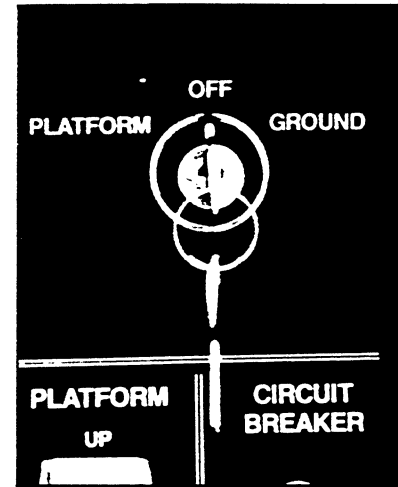 OFF
PLATFORM GROUND
PLATFORM
UP
CIRCUIT
BREAKER